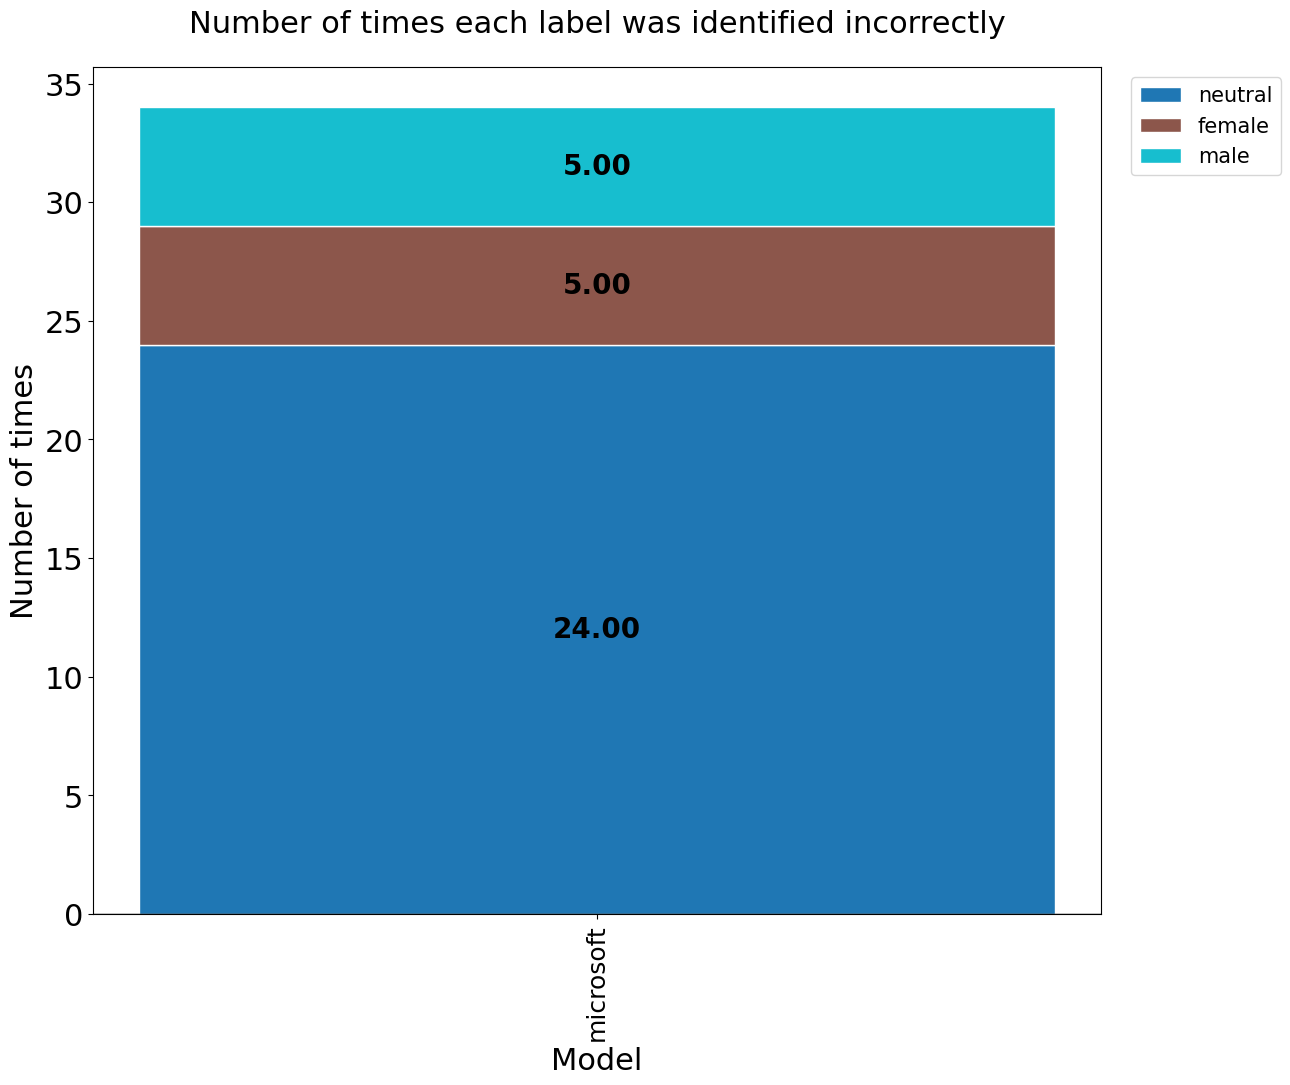 Number of times each label was identified incorrectly
35
30
25
20
15
10
5
0
Number of times
5.00
5.00
24.00
microsoft
Model
neutral
female
male